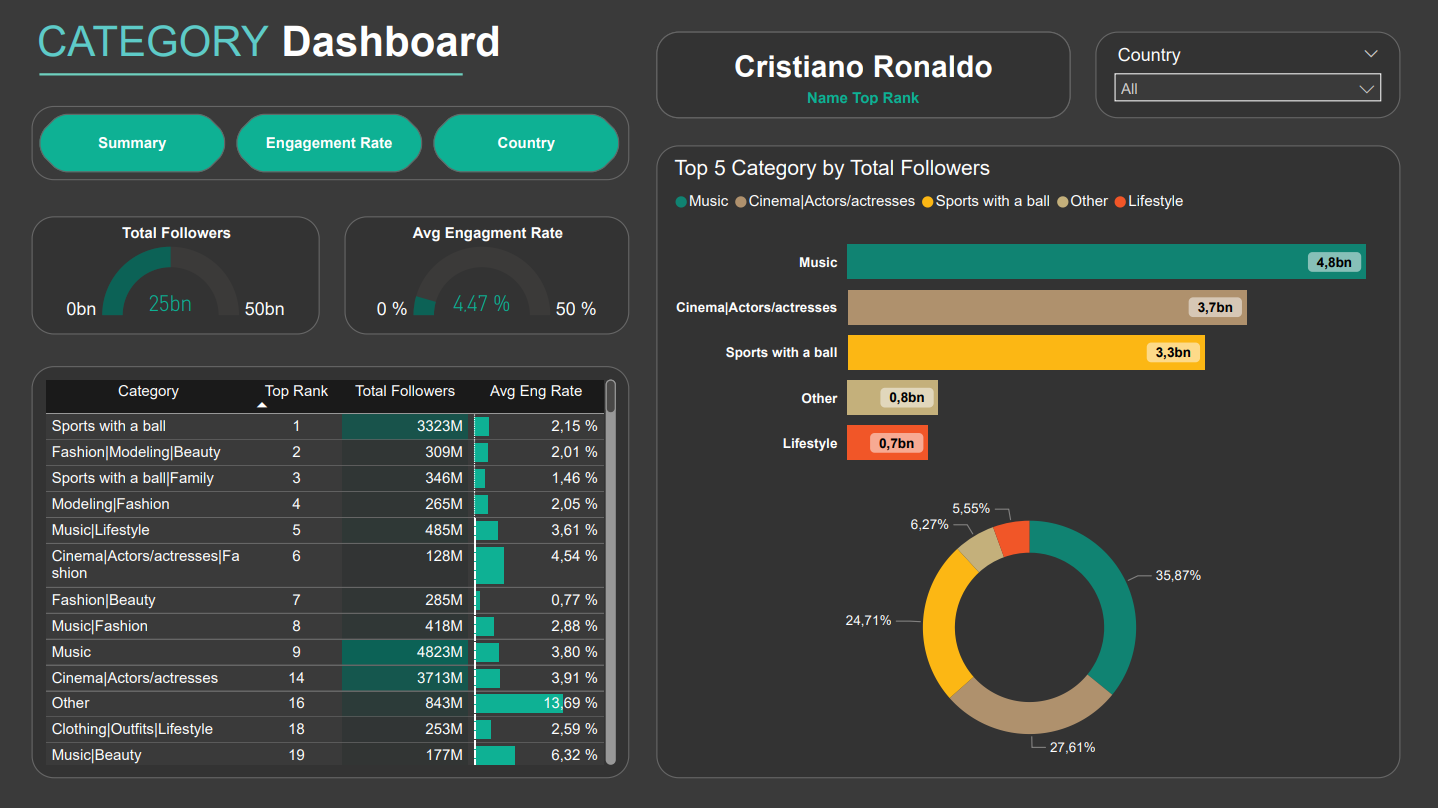 CATEGORY Dashboard
Cristiano Ronaldo
Name Top Rank
Country
All
Summary
Engagement Rate
Country
Total Followers
0bn
25bn
50bn
Avg Engagment Rate
0 %
4.47 %
50 %
Category Top Rank Total Followers Avg Eng Rate
Sports with a ball 1 3323M 2,15 %
Fashion|Modeling|Beauty 2 309M 2,01 %
Sports with a ball|Family 3 346M 1,46 %
Modeling|Fashion 4 265M 2,05 %
Music|Lifestyle 5 485M 3,61 %
Cinema|Actors/actresses|Fa 6 128M 4,54 %
shion
Fashion|Beauty 7 285M 0,77 %
Music|Fashion 8 418M 2,88 %
Music 9 4823M 3,80 %
Cinema|Actors/actresses 14 3713M 3,91 %
Other 16 843M 13,69 %
Clothing|Outfits|Lifestyle 18 253M 2,59 %
Music|Beauty 19 177M 6,32 %
Top 5 Category by Total Followers
Music Cinema|Actors/actresses Sports with a ball Other Lifestyle
Music 4,8bn
Cinema|Actors/actresses 3,7bn
Sports with a ball 3,3bn
Other 0,8bn
Lifestyle 0,7bn
5,55%
6,27%
35,87%
24,71%
27,61%